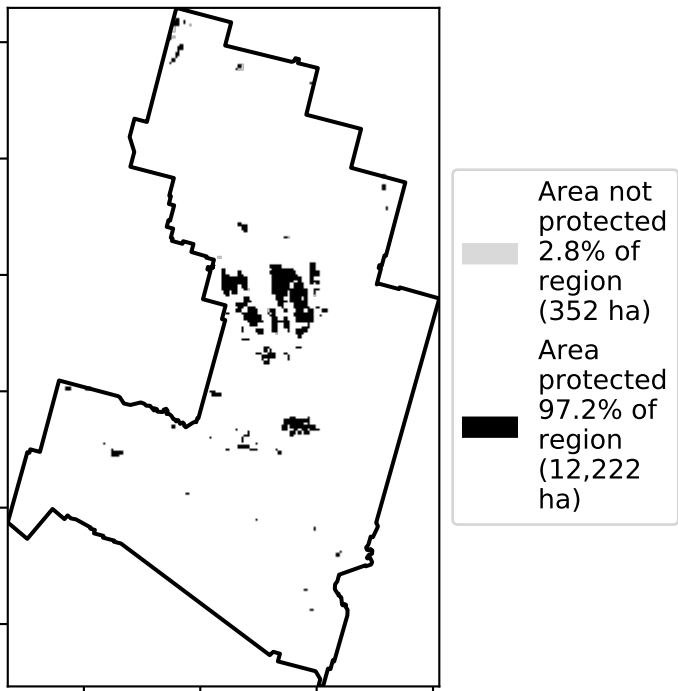 Area not
protected
2.8% of
region
(352 ha)
Area
protected
97.2% of
region
(12,222
ha)